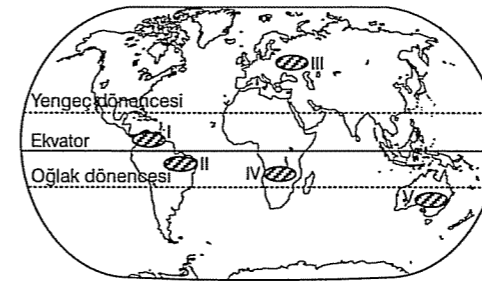 III
Yengeç dönencesi
I
Ekvator
II
IV
Oğlak dönencesi
V